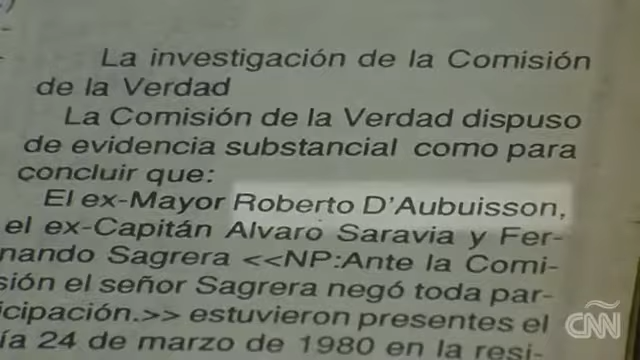 La investigación de la Comisión
de la Verdad
La Comisión de la Verdad dispuso
de evidencia substancial como para
concluir que:
El ex-Mayor Roberto D'Aubuisson,
el ex-Capitán Alvaro Saravia y Fer-
nando Sagrera <<NP:Ante la Comi-
sión el señor Sagrera negó toda par-
ticipación.>> estuvieron presentes el
ía 24 de marzo de 1980 en la resi-
CNN